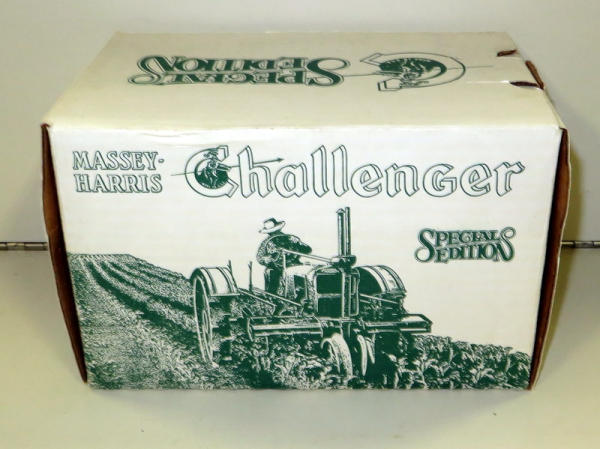 SPECIAL
EDITION
MASSEY-
HARRIS
Challenger
SPECIAL
EDITION